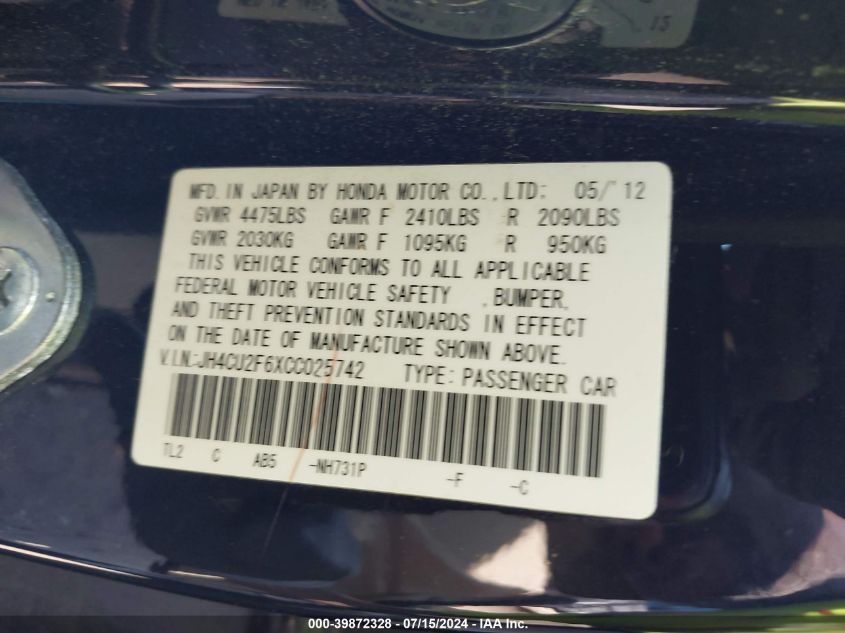 15
MFD. IN JAPAN BY HONDA MOTOR CO., LTD: 05/12
GVWR 4475LBS GAWR F 2410LBS R 2090LBS
GVWR 2030KG GAWR F 1095KG R 950KG
THIS VEHICLE CONFORMS TO ALL APPLICABLE
FEDERAL MOTOR VEHICLE SAFETY , BUMPER,
AND THEFT PREVENTION STANDARDS IN EFFECT
ON THE DATE OF MANUFACTURE SHOWN ABOVE.
V.I.N.:JH4CU2F6XCC025742 TYPE: PASSENGER CAR
TL2 C AB5 -NH731P -F -C
000-39872328 - 07/15/2024 - IAA Inc.